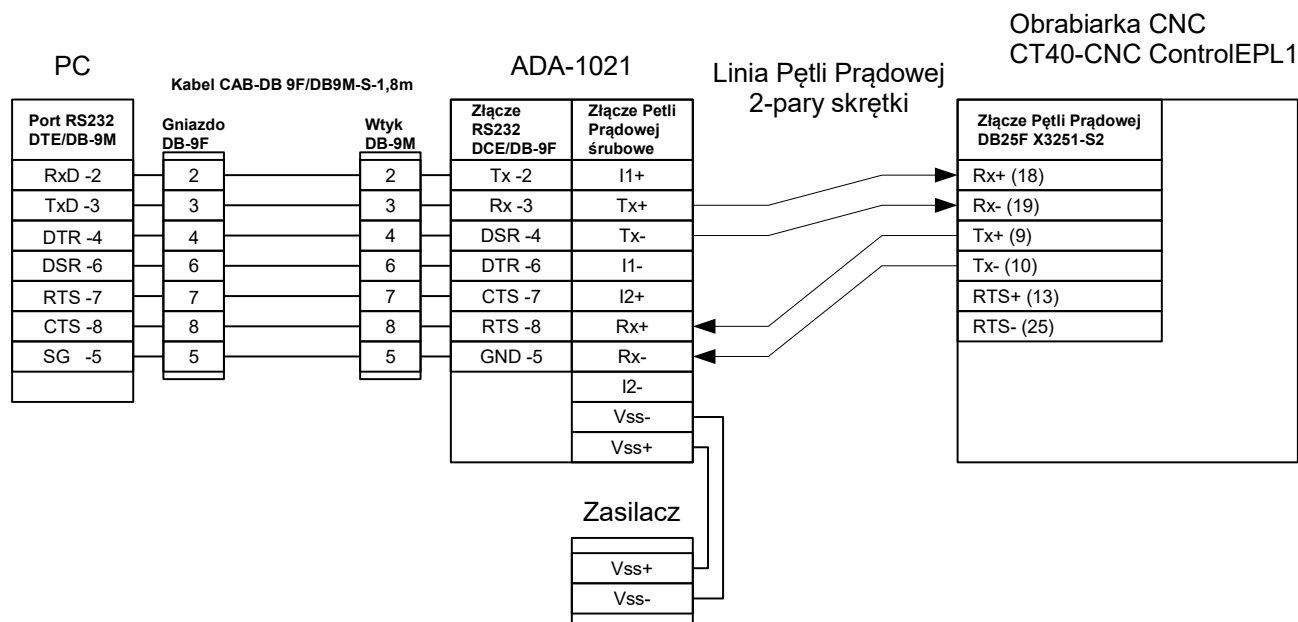 Obrabiarka CNC
CT40-CNC ControlEPL1
PC
Kabel CAB-DB 9F/DB9M-S-1,8m
ADA-1021
Linia Pętli Prądowej
2-pary skrętki
Port RS232
DTE/DB-9M
Gniazdo
DB-9F
Wtyk
DB-9M
Złącze
RS232
DCE/DB-9F
Złącze Petli
Prądowej
śrubowe
Złącze Pętli Prądowej
DB25F X3251-S2
RxD -2 2 2 Tx -2 I1+ Rx+ (18)
TxD -3 3 3 Rx -3 Tx+ Rx- (19)
DTR -4 4 4 DSR -4 Tx- Tx+ (9)
DSR -6 6 6 DTR -6 I1- Tx- (10)
RTS -7 7 7 CTS -7 I2+ RTS+ (13)
CTS -8 8 8 RTS -8 Rx+ RTS- (25)
SG -5 5 5 GND -5 Rx-
I2-
Vss-
Vss+
Zasilacz
Vss+
Vss-